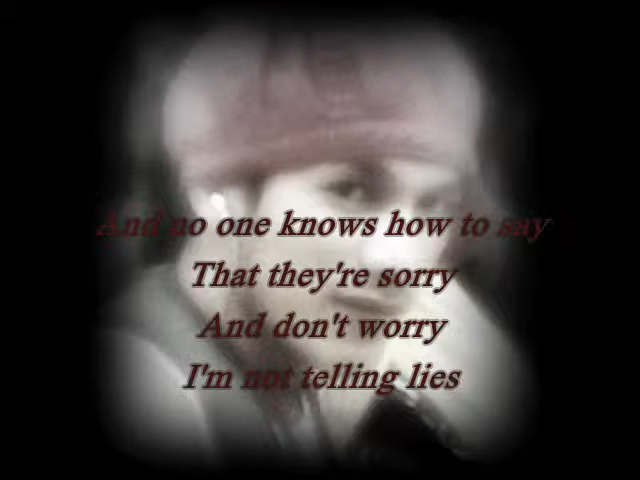 And no one knows how to say
That they're sorry
And don't worry
I'm not telling lies